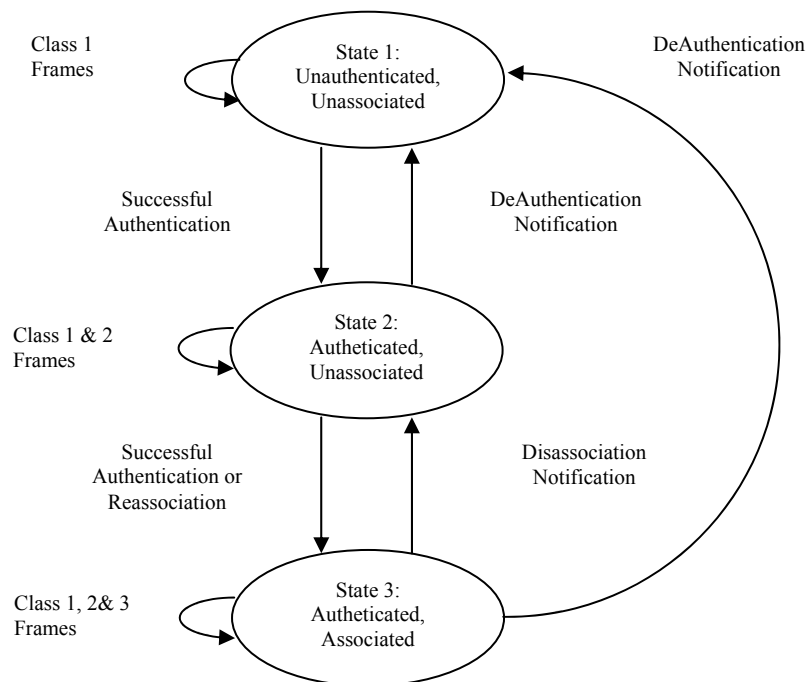 Class 1
Frames
State 1:
Unauthenticated,
Unassociated
DeAuthentication
Notification
Successful
Authentication
DeAuthentication
Notification
Class 1 & 2
Frames
State 2:
Autheticated,
Unassociated
Successful
Authentication or
Reassociation
Disassociation
Notification
Class 1, 2& 3
Frames
State 3:
Autheticated,
Associated